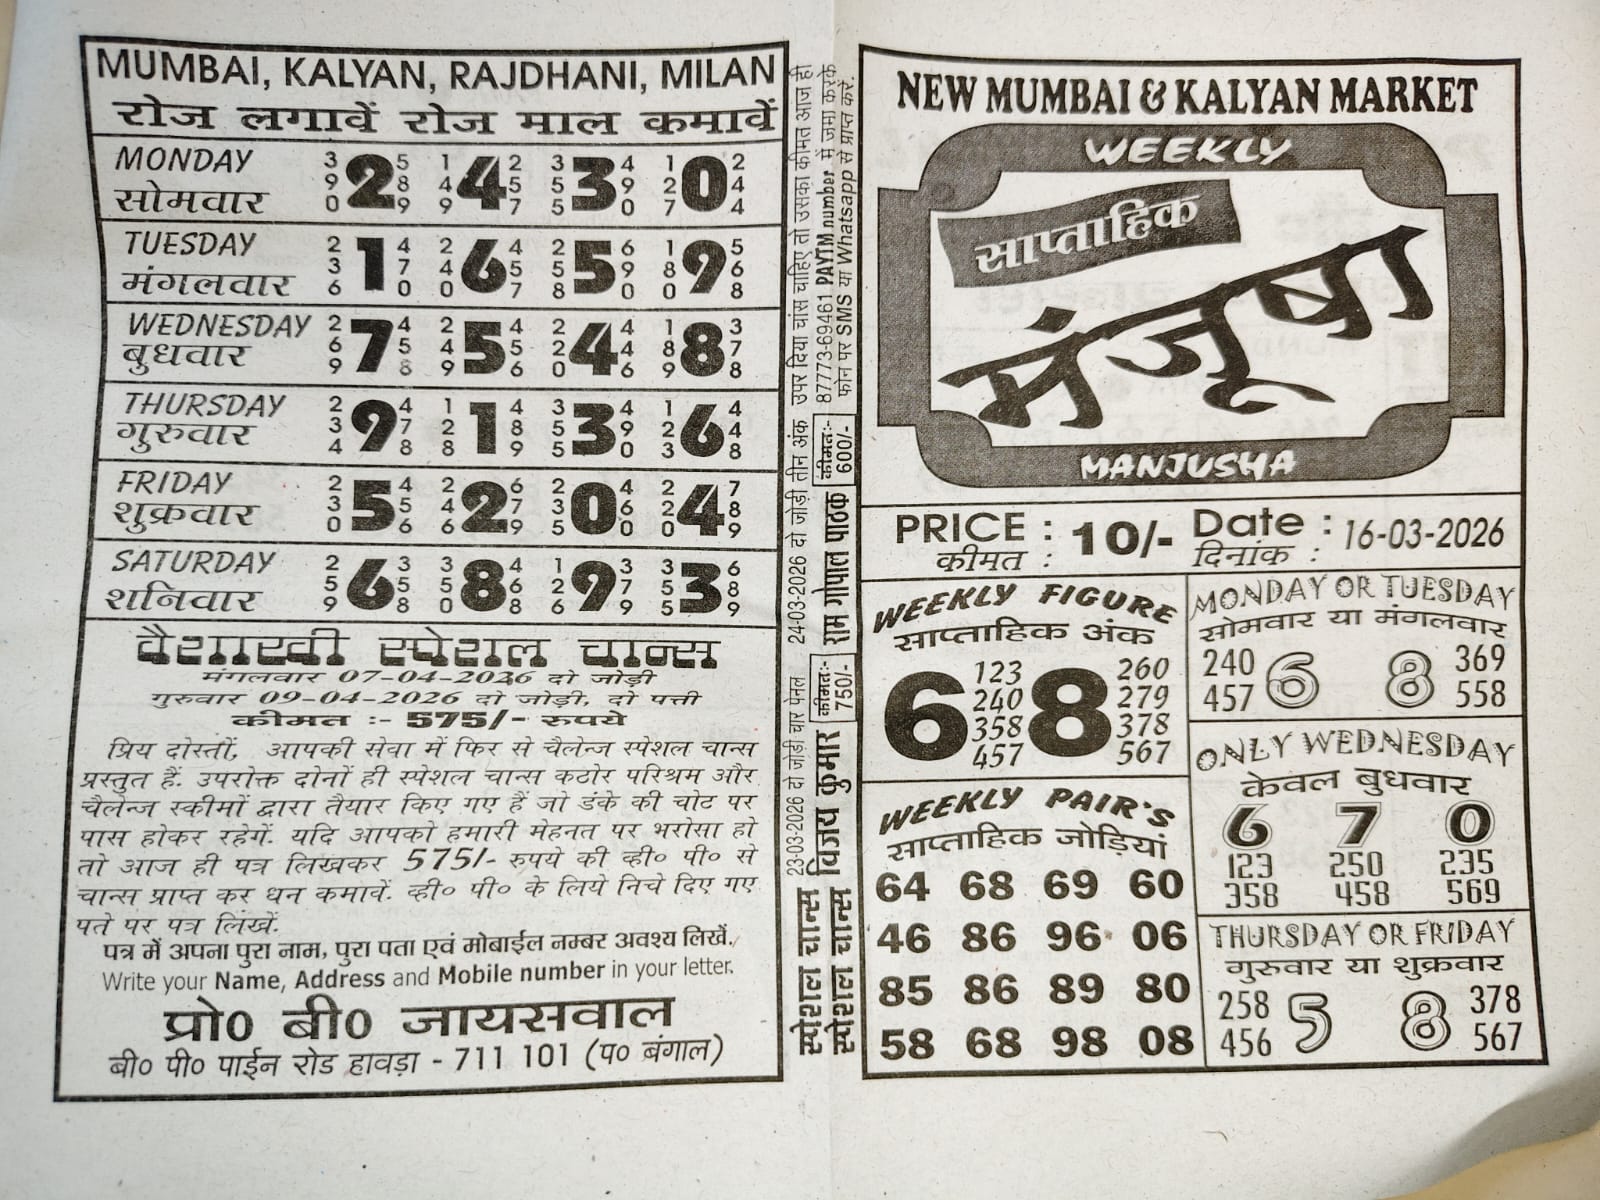 MUMBAI, KALYAN, RAJDHANI, MILAN
रोज लगावें रोज माल कमावें
MONDAY सोमवार 390 2 589 149 4 257 355 3 490 127 0 244
TUESDAY मंगलवार 236 1 470 240 6 457 258 5 690 180 9 568
WEDNESDAY बुधवार 269 7 458 249 5 456 220 4 446 189 8 378
THURSDAY गुरुवार 234 9 478 128 1 489 355 3 490 123 6 448
FRIDAY शुक्रवार 230 5 456 246 2 679 235 0 460 220 4 789
SATURDAY शनिवार 259 6 358 350 8 468 126 9 379 355 3 689
वैशाखी स्पेशल चान्स
मंगलवार 07-04-2026 दो जोड़ी
गुरुवार 09-04-2026 दो जोड़ी, दो पत्ती
कीमत :- 575/- रुपये
प्रिय दोस्तों, आपकी सेवा में फिर से चैलेन्ज स्पेशल चान्स
प्रस्तुत हैं. उपरोक्त दोनों ही स्पेशल चान्स कठोर परिश्रम और
चैलेन्ज स्कीमों द्वारा तैयार किए गए हैं जो डंके की चोट पर
पास होकर रहेगें. यदि आपको हमारी मेहनत पर भरोसा हो
तो आज ही पत्र लिखकर 575/- रुपये की व्ही० पी० से
चान्स प्राप्त कर धन कमावें. व्ही० पी० के लिये निचे दिए गए
पते पर पत्र लिखें.
पत्र में अपना पुरा नाम, पुरा पता एवं मोबाईल नम्बर अवश्य लिखें.
Write your Name, Address and Mobile number in your letter.
प्रो0 बी0 जायसवाल
बी० पी० पाईन रोड हावड़ा - 711 101 (प० बंगाल)
स्पेशल चान्स 23-03-2026 दो जोड़ी चार पेनल 24-03-2026 दो जोड़ी तीन अंक उपर दिया चांस चाहिए तो उसका कीमत आज ही
स्पेशल चान्स विजय कुमार कीमत:- 750/- राम गोपाल पाठक कीमत:- 600/- 87773-69461 PAYTM number में जमा करके
फोन पर SMS या Whatsapp से प्राप्त करें.
NEW MUMBAI & KALYAN MARKET
WEEKLY
साप्ताहिक
मंजूषा
MANJUSHA
PRICE : 10/- Date : 16-03-2026
कीमत : दिनांक :
WEEKLY FIGURE
साप्ताहिक अंक
6 123 240 358 457 8 260 279 378 567
WEEKLY PAIR'S
साप्ताहिक जोड़ियां
64 68 69 60
46 86 96 06
85 86 89 80
58 68 98 08
MONDAY OR TUESDAY
सोमवार या मंगलवार
240 457 6 8 369 558
ONLY WEDNESDAY
केवल बुधवार
6 7 0
123 250 235
358 458 569
THURSDAY OR FRIDAY
गुरुवार या शुक्रवार
258 456 5 8 378 567